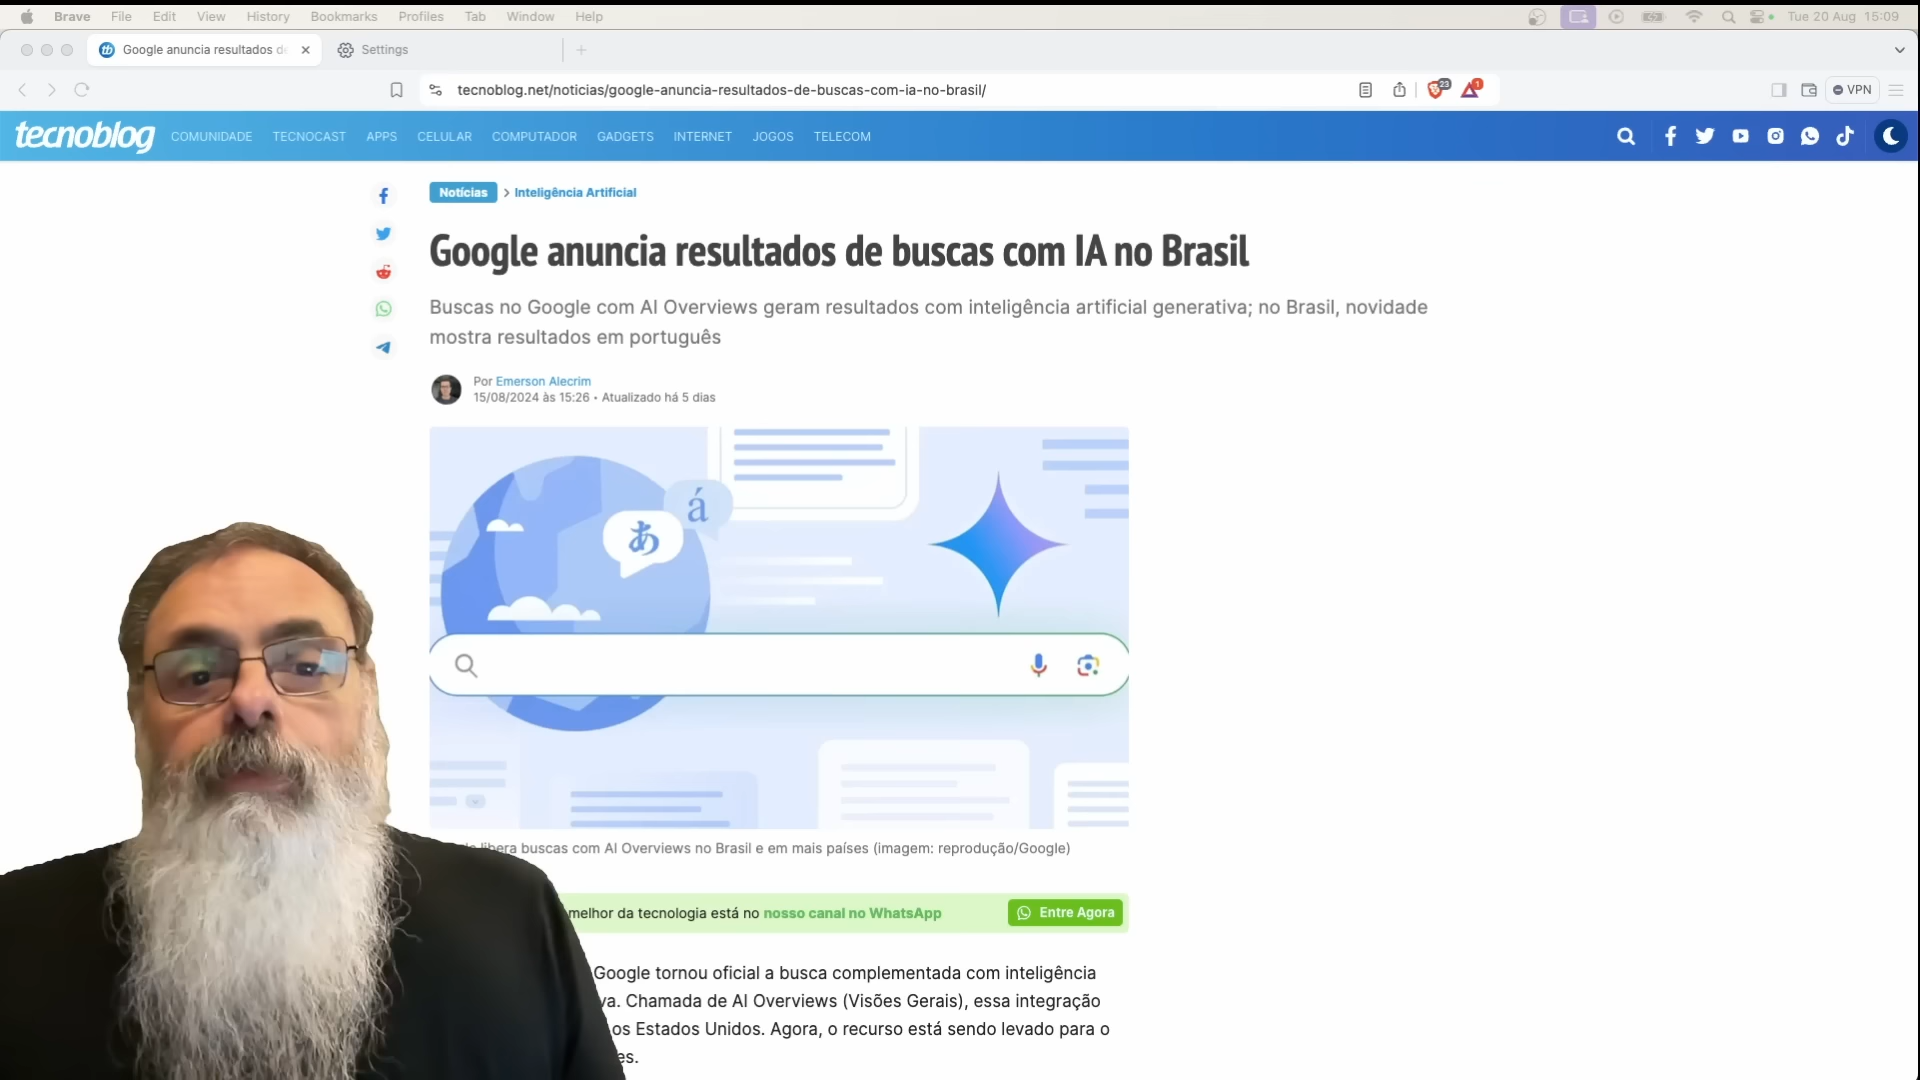 Brave File Edit View History Bookmarks Profiles Tab Window Help Tue 20 Aug 15:09
Google anuncia resultados d Settings
tecnoblog.net/noticias/google-anuncia-resultados-de-buscas-com-ia-no-brasil/ 23 1 VPN
tecnoblog COMUNIDADE TECNOCAST APPS CELULAR COMPUTADOR GADGETS INTERNET JOGOS TELECOM
Notícias Inteligência Artificial
Google anuncia resultados de buscas com IA no Brasil
Buscas no Google com AI Overviews geram resultados com inteligência artificial generativa; no Brasil, novidade
mostra resultados em português
Por Emerson Alecrim
15/08/2024 às 15:26 • Atualizado há 5 dias
á
あ
libera buscas com AI Overviews no Brasil e em mais países (imagem: reprodução/Google)
melhor da tecnologia está no nosso canal no WhatsApp Entre Agora
Google tornou oficial a busca complementada com inteligência
va. Chamada de AI Overviews (Visões Gerais), essa integração
os Estados Unidos. Agora, o recurso está sendo levado para o
es.